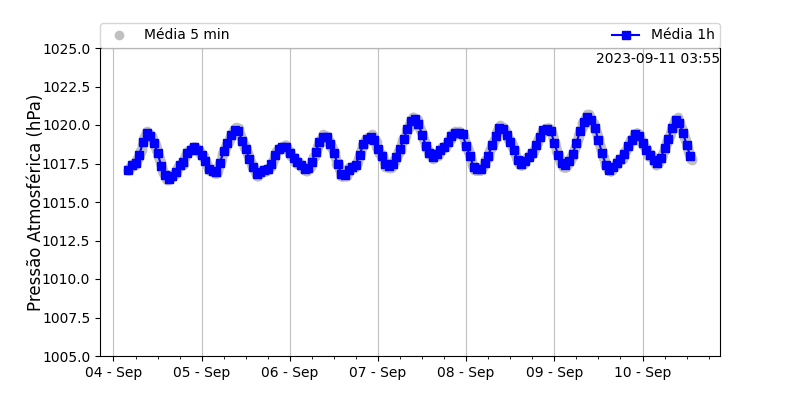 Média 5 min
Média 1h
2023-09-11 03:55
Pressão Atmosférica (hPa)
1025.0
1022.5
1020.0
1017.5
1015.0
1012.5
1010.0
1007.5
1005.0
04 - Sep
05 - Sep
06 - Sep
07 - Sep
08 - Sep
09 - Sep
10 - Sep